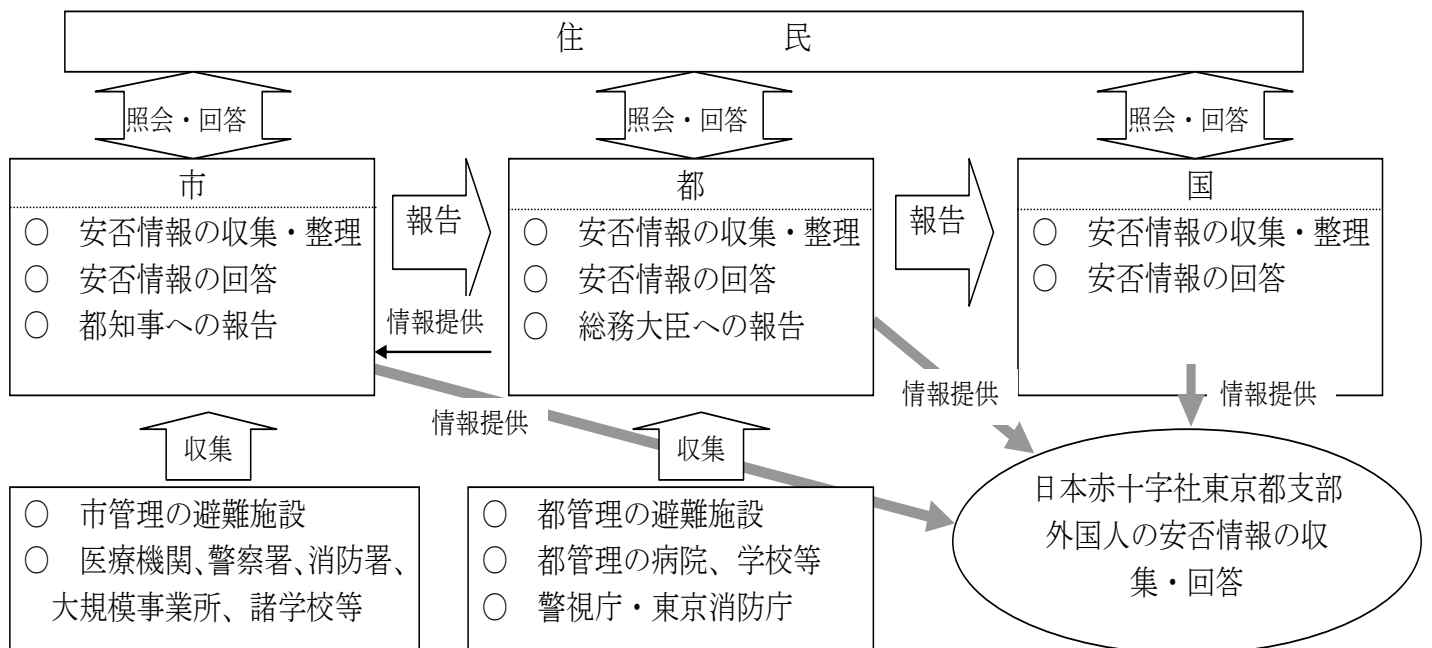 住　　　　　民
照会・回答
照会・回答
照会・回答
市
○　安否情報の収集・整理
○　安否情報の回答
○　都知事への報告
報告
都
○　安否情報の収集・整理
○　安否情報の回答
○　総務大臣への報告
報告
国
○　安否情報の収集・整理
○　安否情報の回答
情報提供
情報提供
情報提供
情報提供
収集
収集
○　市管理の避難施設
○　医療機関、警察署、消防署、
大規模事業所、諸学校等
○　都管理の避難施設
○　都管理の病院、学校等
○　警視庁・東京消防庁
日本赤十字社東京都支部
外国人の安否情報の収
集・回答